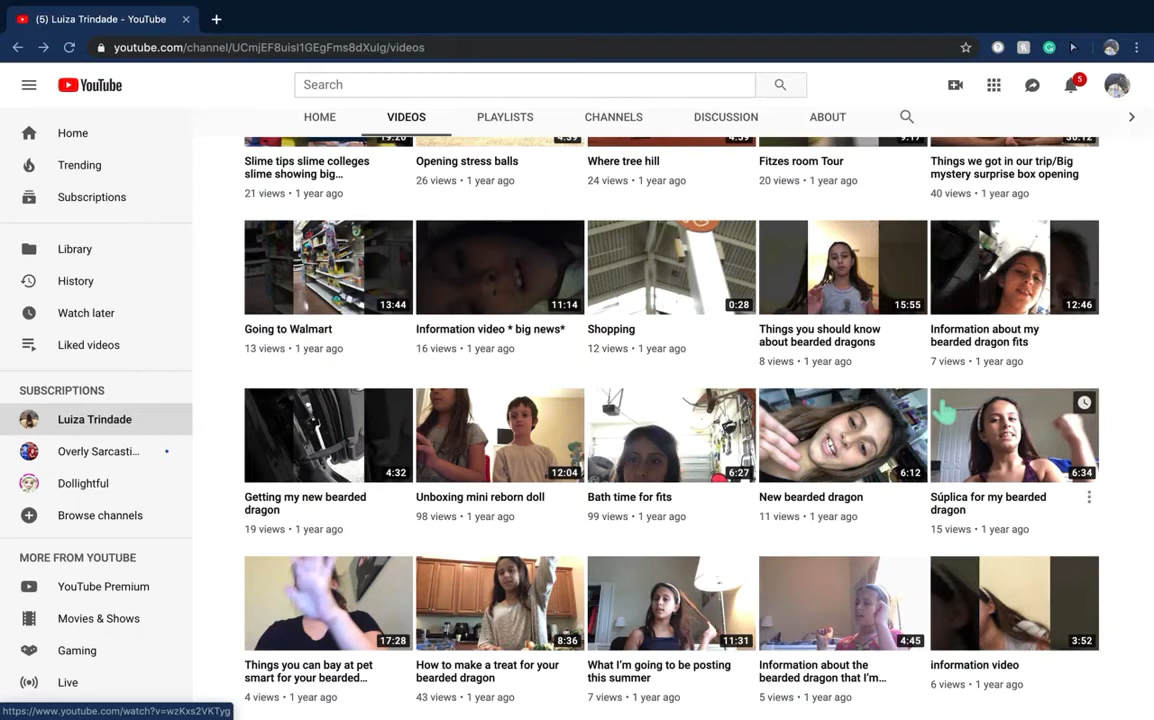 (5) Luiza Trindade - YouTube
youtube.com/channel/UCmjEF8uisI1GEgFms8dXuIg/videos
YouTube
Search
5
HOME
VIDEOS
PLAYLISTS
CHANNELS
DISCUSSION
ABOUT
Home
Trending
Subscriptions
Library
History
Watch later
Liked videos
SUBSCRIPTIONS
Luiza Trindade
Overly Sarcasti...
Dollightful
Browse channels
MORE FROM YOUTUBE
YouTube Premium
Movies & Shows
Gaming
Live
Slime tips slime colleges
slime showing big...
21 views • 1 year ago
Opening stress balls
26 views • 1 year ago
Where tree hill
24 views • 1 year ago
Fitzes room Tour
20 views • 1 year ago
Things we got in our trip/Big
mystery surprise box opening
40 views • 1 year ago
13:44
Going to Walmart
13 views • 1 year ago
11:14
Information video * big news*
16 views • 1 year ago
0:28
Shopping
12 views • 1 year ago
15:55
Things you should know
about bearded dragons
8 views • 1 year ago
12:46
Information about my
bearded dragon fits
7 views • 1 year ago
4:32
Getting my new bearded
dragon
19 views • 1 year ago
12:04
Unboxing mini reborn doll
98 views • 1 year ago
6:27
Bath time for fits
99 views • 1 year ago
6:12
New bearded dragon
11 views • 1 year ago
6:34
Súplica for my bearded
dragon
15 views • 1 year ago
17:28
Things you can bay at pet
smart for your bearded...
4 views • 1 year ago
8:36
How to make a treat for your
bearded dragon
43 views • 1 year ago
11:31
What I'm going to be posting
this summer
7 views • 1 year ago
4:45
Information about the
bearded dragon that I'm...
5 views • 1 year ago
3:52
information video
6 views • 1 year ago
https://www.youtube.com/watch?v=wzKxs2VKTyg